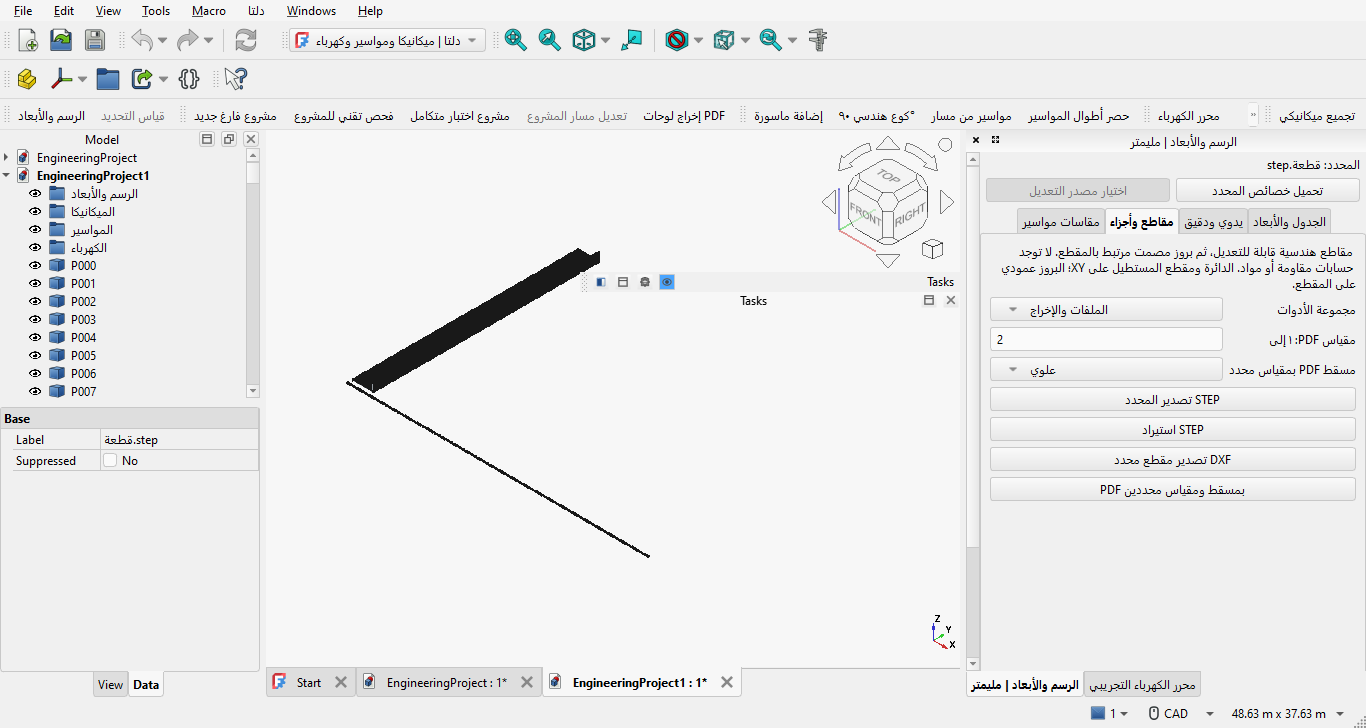 File Edit View Tools Macro دلتا Windows Help
دلتا | ميكانيكا ومواسير وكهرباء
الرسم والأبعاد قياس التحديد مشروع فارغ جديد فحص تقني للمشروع مشروع اختبار متكامل تعديل مسار المشروع PDF إخراج لوحات إضافة ماسورة كوع هندسي ٩٠° مواسير من مسار حصر أطوال المواسير محرر الكهرباء تجميع ميكانيكي
Model
EngineeringProject
EngineeringProject1
الرسم والأبعاد
الميكانيكا
المواسير
الكهرباء
P000
P001
P002
P003
P004
P005
P006
P007
Base
Label قطعة.step
Suppressed No
View Data
TOP
FRONT
RIGHT
Tasks
Tasks
Z
Y
X
Start
EngineeringProject : 1*
EngineeringProject1 : 1*
الرسم والأبعاد | مليمتر
المحدد: قطعة.step
تحميل خصائص المحدد
اختيار مصدر التعديل
الجدول والأبعاد يدوي ودقيق مقاطع وأجزاء مقاسات مواسير
مقاطع هندسية قابلة للتعديل، ثم بروز مصمت مرتبط بالمقطع. لا توجد
حسابات مقاومة أو مواد. الدائرة ومقطع المستطيل على XY؛ البروز عمودي
على المقطع.
مجموعة الأدوات الملفات والإخراج
مقياس PDF:١إلى 2
مسقط PDF بمقياس محدد علوي
STEP تصدير المحدد
STEP استيراد
DXF تصدير مقطع محدد
بمسقط ومقياس محددين PDF
الرسم والأبعاد | مليمتر محرر الكهرباء التجريبي
1 CAD 48.63 m x 37.63 m